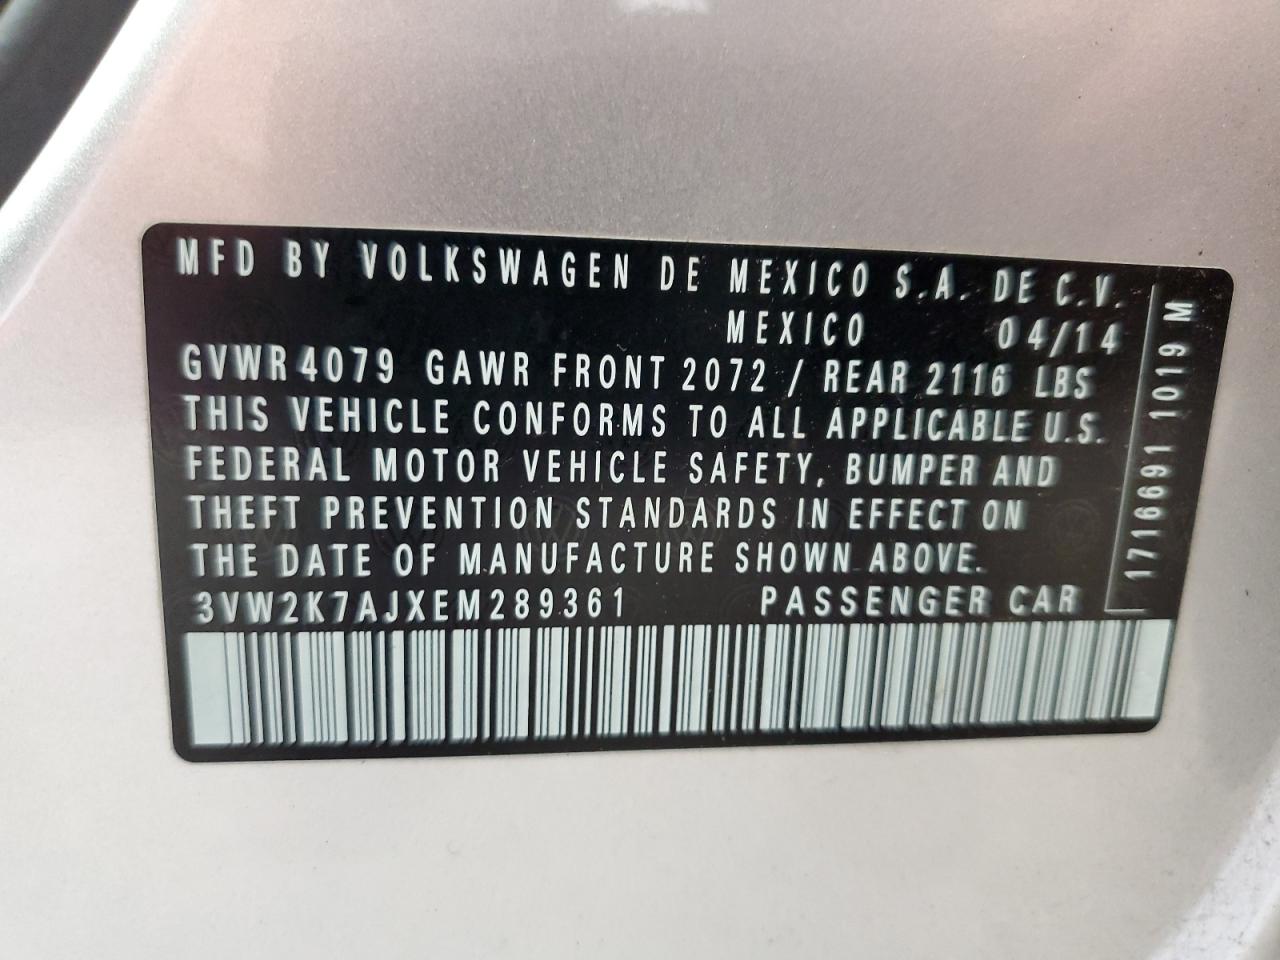 MFD BY VOLKSWAGEN DE MEXICO S.A. DE C.V.
MEXICO 04/14
GVWR 4079 GAWR FRONT 2072 / REAR 2116 LBS
THIS VEHICLE CONFORMS TO ALL APPLICABLE U.S.
FEDERAL MOTOR VEHICLE SAFETY, BUMPER AND
THEFT PREVENTION STANDARDS IN EFFECT ON
THE DATE OF MANUFACTURE SHOWN ABOVE.
3VW2K7AJXEM289361 PASSENGER CAR
1716691 1019 M